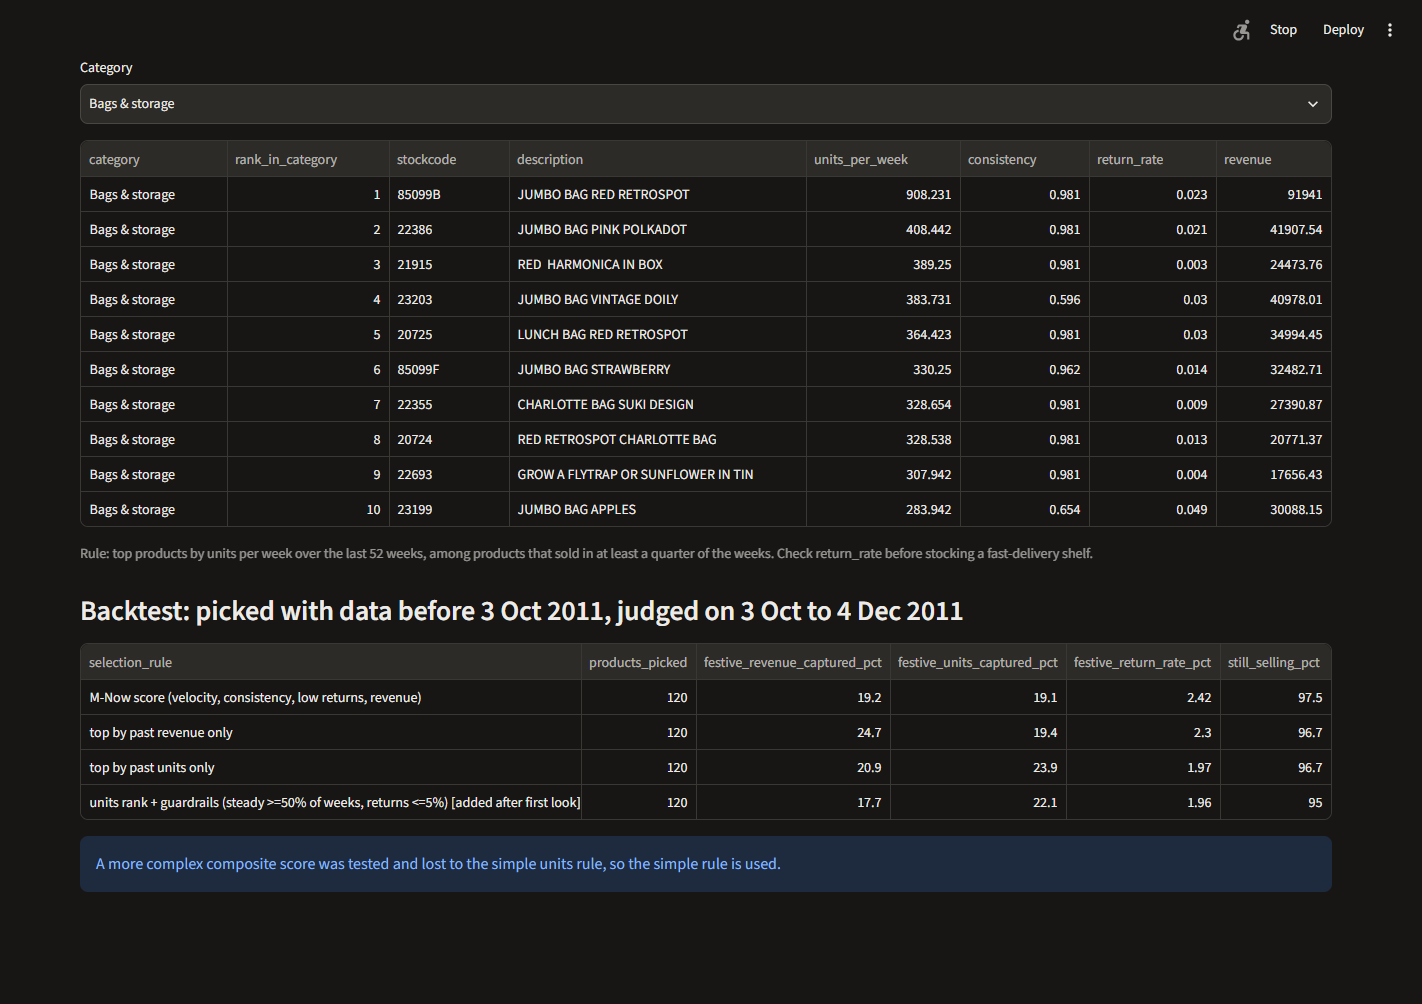 Stop Deploy
Category
Bags & storage
category rank_in_category stockcode description units_per_week consistency return_rate revenue
Bags & storage 1 85099B JUMBO BAG RED RETROSPOT 908.231 0.981 0.023 91941
Bags & storage 2 22386 JUMBO BAG PINK POLKADOT 408.442 0.981 0.021 41907.54
Bags & storage 3 21915 RED  HARMONICA IN BOX 389.25 0.981 0.003 24473.76
Bags & storage 4 23203 JUMBO BAG VINTAGE DOILY 383.731 0.596 0.03 40978.01
Bags & storage 5 20725 LUNCH BAG RED RETROSPOT 364.423 0.981 0.03 34994.45
Bags & storage 6 85099F JUMBO BAG STRAWBERRY 330.25 0.962 0.014 32482.71
Bags & storage 7 22355 CHARLOTTE BAG SUKI DESIGN 328.654 0.981 0.009 27390.87
Bags & storage 8 20724 RED RETROSPOT CHARLOTTE BAG 328.538 0.981 0.013 20771.37
Bags & storage 9 22693 GROW A FLYTRAP OR SUNFLOWER IN TIN 307.942 0.981 0.004 17656.43
Bags & storage 10 23199 JUMBO BAG APPLES 283.942 0.654 0.049 30088.15
Rule: top products by units per week over the last 52 weeks, among products that sold in at least a quarter of the weeks. Check return_rate before stocking a fast-delivery shelf.
Backtest: picked with data before 3 Oct 2011, judged on 3 Oct to 4 Dec 2011
selection_rule products_picked festive_revenue_captured_pct festive_units_captured_pct festive_return_rate_pct still_selling_pct
M-Now score (velocity, consistency, low returns, revenue) 120 19.2 19.1 2.42 97.5
top by past revenue only 120 24.7 19.4 2.3 96.7
top by past units only 120 20.9 23.9 1.97 96.7
units rank + guardrails (steady >=50% of weeks, returns <=5%) [added after first look] 120 17.7 22.1 1.96 95
A more complex composite score was tested and lost to the simple units rule, so the simple rule is used.